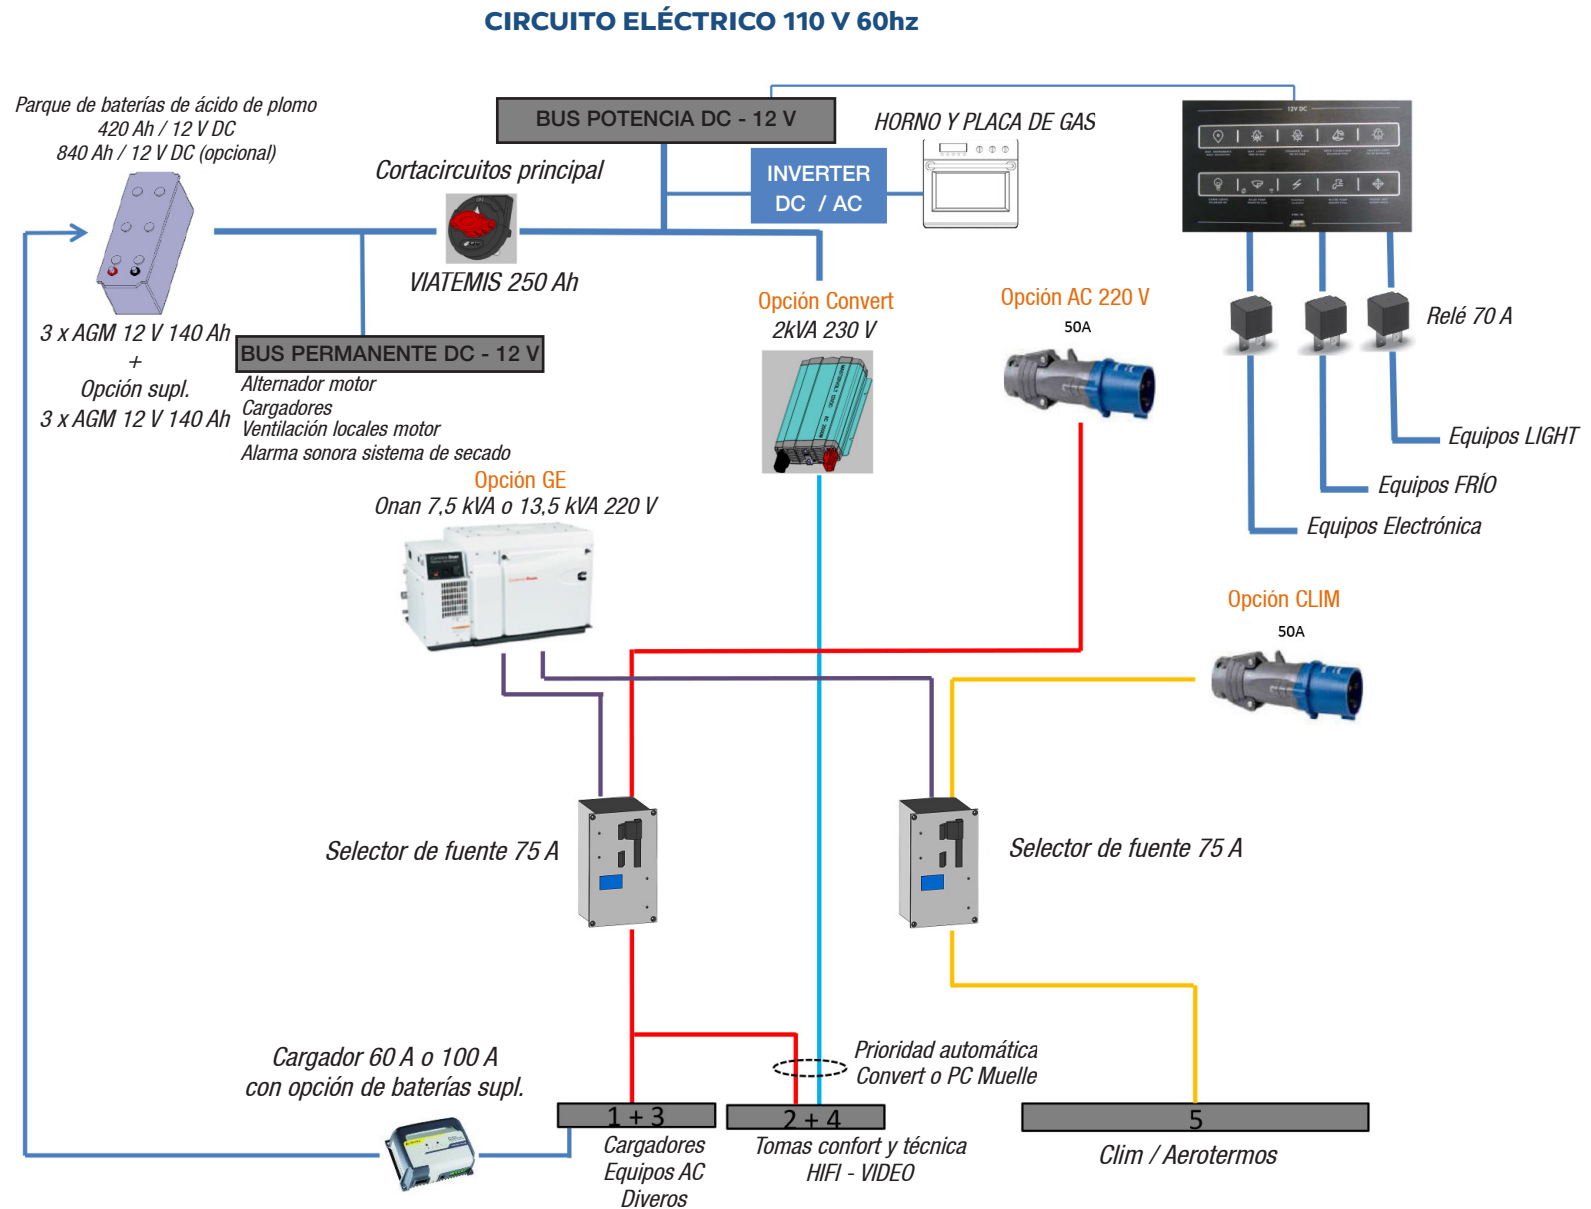 CIRCUITO ELÉCTRICO 110 V 60hz
Parque de baterías de ácido de plomo
420 Ah / 12 V DC
840 Ah / 12 V DC (opcional)
BUS POTENCIA DC - 12 V
HORNO Y PLACA DE GAS
12V DC
Cortacircuitos principal
INVERTER
DC / AC
VIATEMIS 250 Ah
3 x AGM 12 V 140 Ah
+
Opción supl.
3 x AGM 12 V 140 Ah
BUS PERMANENTE DC - 12 V
Alternador motor
Cargadores
Ventilación locales motor
Alarma sonora sistema de secado
Opción Convert
2kVA 230 V
Opción AC 220 V
50A
Relé 70 A
Equipos LIGHT
Equipos FRÍO
Equipos Electrónica
Opción GE
Onan 7,5 kVA o 13,5 kVA 220 V
Opción CLIM
50A
Selector de fuente 75 A
Selector de fuente 75 A
Prioridad automática
Convert o PC Muelle
Cargador 60 A o 100 A
con opción de baterías supl.
1 + 3
Cargadores
Equipos AC
Diveros
2 + 4
Tomas confort y técnica
HIFI - VIDEO
5
Clim / Aerotermos